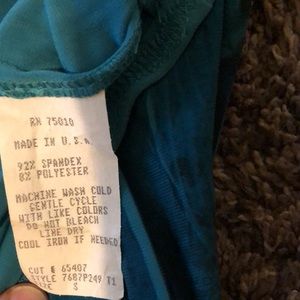 RN 75010
MADE IN U.S.A.
92% SPANDEX
8% POLYESTER
MACHINE WASH COLD
GENTLE CYCLE
WITH LIKE COLORS
DO NOT BLEACH
LINE DRY
COOL IRON IF NEEDED
CUT # 65407
STYLE 7687P249 T1
SIZE S